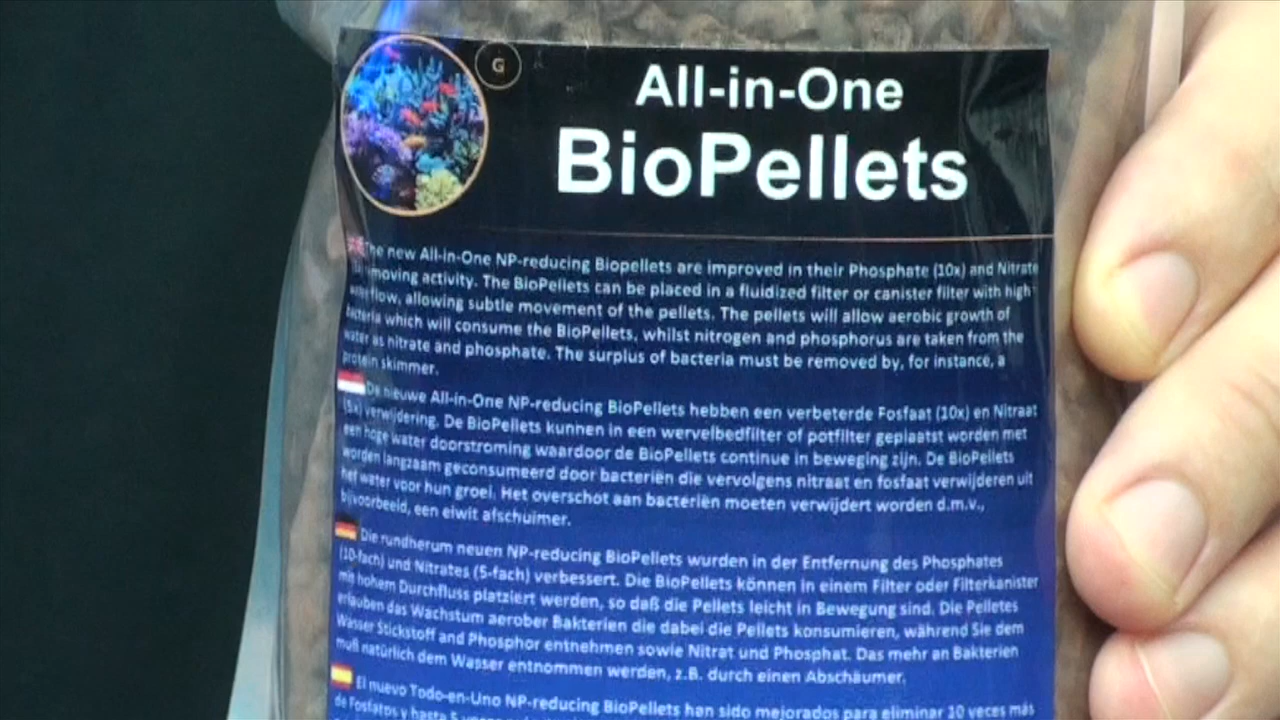 G
All-in-One
BioPellets
The new All-in-One NP-reducing Biopellets are improved in their Phosphate (10x) and Nitrate
moving activity. The BioPellets can be placed in a fluidized filter or canister filter with high
flow, allowing subtle movement of the pellets. The pellets will allow aerobic growth of
bacteria which will consume the BioPellets, whilst nitrogen and phosphorus are taken from the
water as nitrate and phosphate. The surplus of bacteria must be removed by, for instance, a
protein skimmer.
De nieuwe All-in-One NP-reducing BioPellets hebben een verbeterde Fosfaat (10x) en Nitraat
(5x) verwijdering. De BioPellets kunnen in een wervelbedfilter of potfilter geplaatst worden met
een hoge water doorstroming waardoor de BioPellets continue in beweging zijn. De BioPellets
worden langzaam geconsumeerd door bacteriën die vervolgens nitraat en fosfaat verwijderen uit
het water voor hun groei. Het overschot aan bacteriën moeten verwijdert worden d.m.v.,
bijvoorbeeld, een eiwit afschuimer.
Die rundherum neuen NP-reducing BioPellets wurden in der Entfernung des Phosphates
(10-fach) und Nitrates (5-fach) verbessert. Die BioPellets können in einem Filter oder Filterkanister
mit hohem Durchfluss platziert werden, so daß die Pellets leicht in Bewegung sind. Die Pelletes
erlauben das Wachstum aerober Bakterien die dabei die Pellets konsumieren, während Sie dem
Wasser Stickstoff and Phosphor entnehmen sowie Nitrat und Phosphat. Das mehr an Bakterien
muß natürlich dem Wasser entnommen werden, z.B. durch einen Abschäumer.
El nuevo Todo-en-Uno NP-reducing BioPellets han sido mejorados para eliminar 10 veces más
de Fosfatos y hasta 5 veces